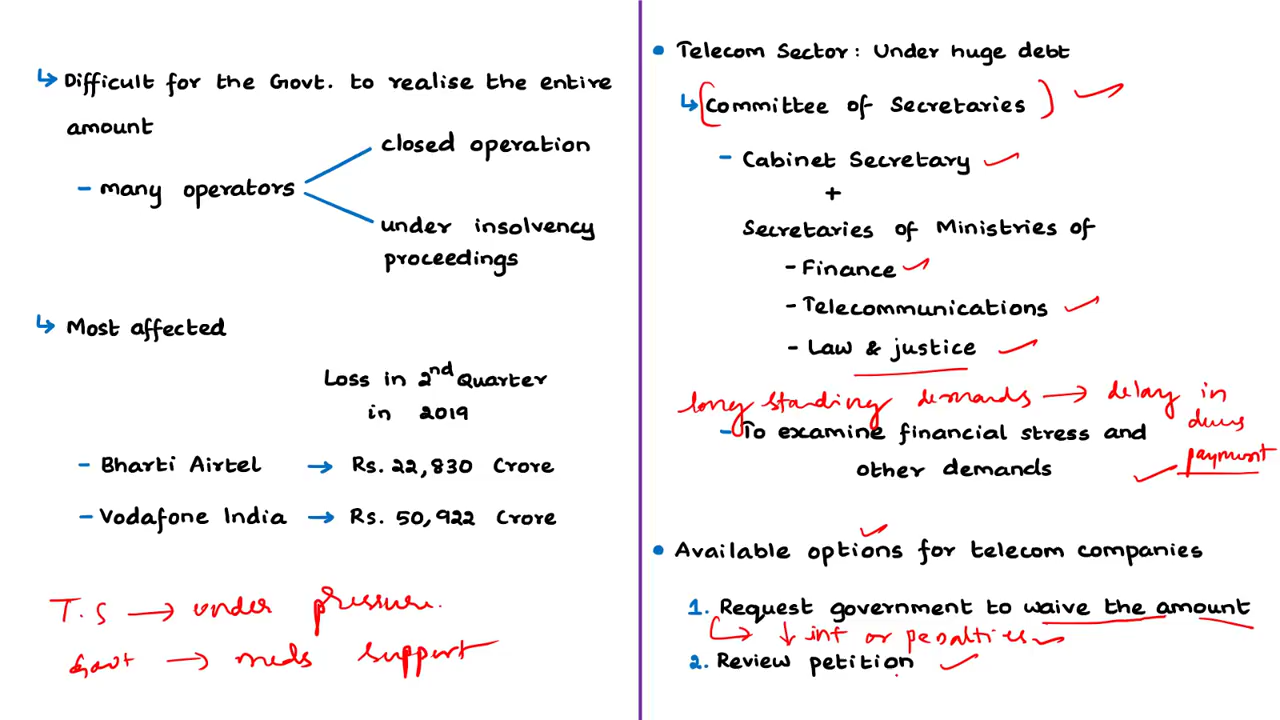 ↳ Difficult for the Govt. to realise the entire
amount
- many operators
closed operation
under insolvency
proceedings
↳ Most affected
Loss in 2nd Quarter
in 2019
- Bharti Airtel → Rs. 22,830 Crore
- Vodafone India → Rs. 50,922 Crore
T.S → under pressure.
Govt → needs support
• Telecom Sector: Under huge debt
↳ (Committee of Secretaries)
- Cabinet Secretary
+
Secretaries of Ministries of
- Finance
- Telecommunications
- Law & justice
long standing demands → delay in
dues
payment
- To examine financial stress and
other demands
• Available options for telecom companies
1. Request government to waive the amount
↳ ↓ int or penalties
2. Review petition